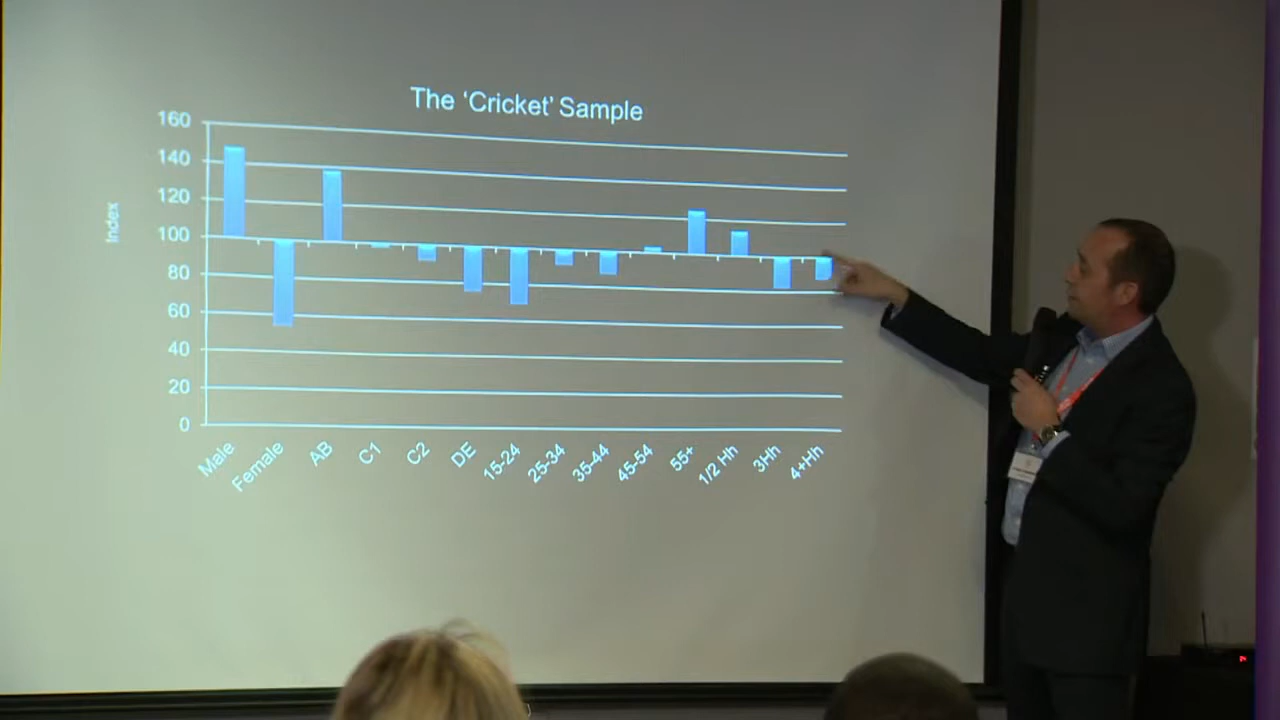 The ‘Cricket’ Sample
160
140
120
100
80
60
40
20
0
Index
Male
Female
AB
C1
C2
DE
15-24
25-34
35-44
45-54
55+
1/2 Hh
3Hh
4+Hh